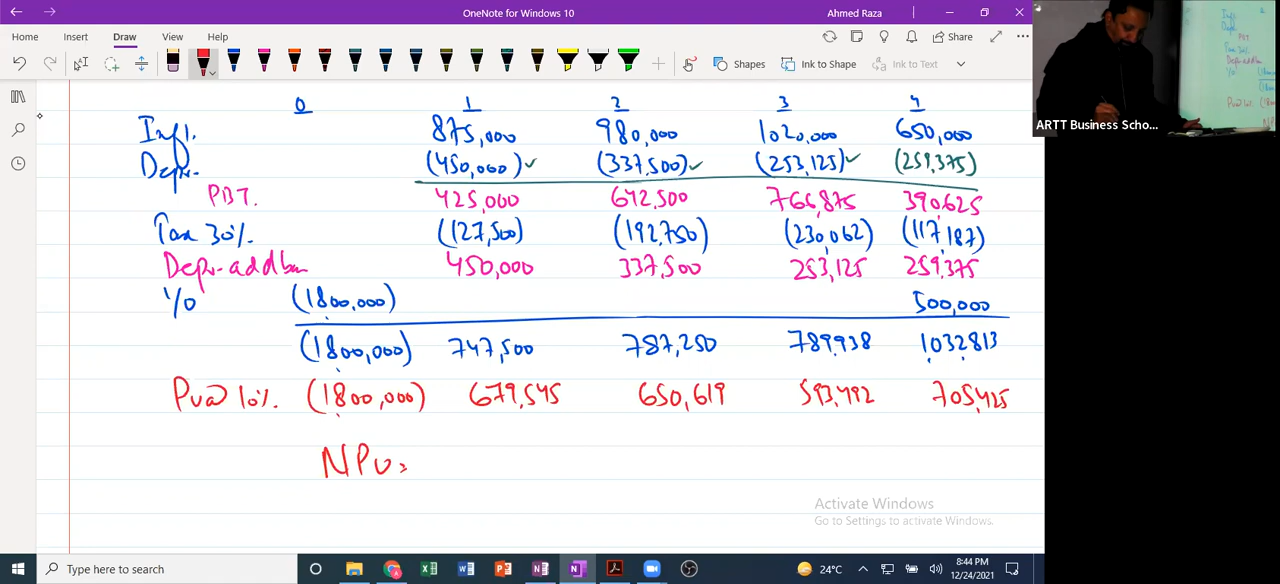 OneNote for Windows 10
Ahmed Raza
Home Insert Draw View Help
Share
Shapes Ink to Shape Ink to Text
ARTT Business Scho...
0 1 2 3 4
Infl. 875,000 980,000 1020,000 650,000
Depr. (450,000) ✓ (337,500) ✓ (253,125) ✓ (259,375)
PBT. 425,000 642,500 766,875 390,625
Tax 30% (127,500) (192,750) (230,062) (117,187)
Depr. add 450,000 337,500 253,125 259,375
I/O (1800,000) 500,000
(1800,000) 747,500 787,250 789,938 1032,813
PV@10% (1800,000) 679,545 650,619 593,492 705,425
NPV=
Activate Windows
Go to Settings to activate Windows.
Type here to search
24°C
8:44 PM
12/24/2021